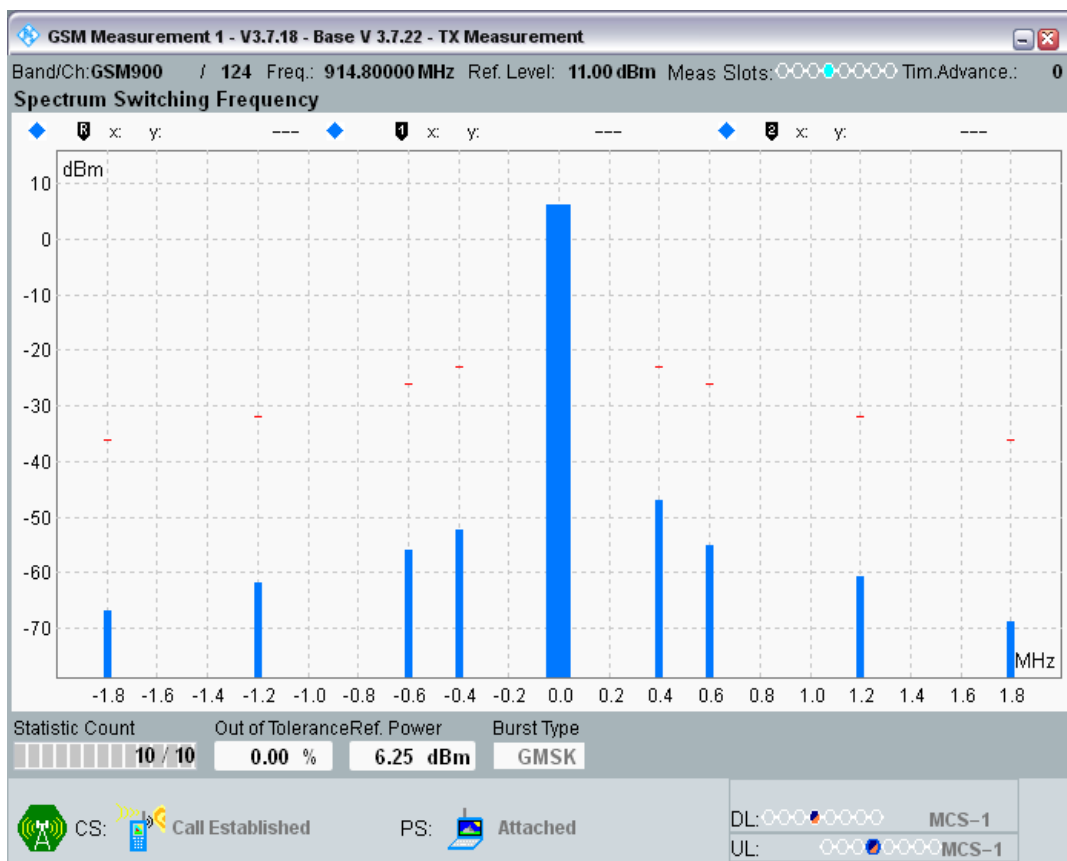 GSM Measurement 1 - V3.7.18 - Base V 3.7.22 - TX Measurement
Band/Ch:GSM900 / 124 Freq.: 914.80000 MHz Ref. Level: 11.00 dBm Meas Slots: Tim.Advance.: 0
Spectrum Switching Frequency
R x: y: --- 1 x: y: --- 2 x: y: ---
dBm
10
0
-10
-20
-30
-40
-50
-60
-70
MHz
-1.8 -1.6 -1.4 -1.2 -1.0 -0.8 -0.6 -0.4 -0.2 0.0 0.2 0.4 0.6 0.8 1.0 1.2 1.4 1.6 1.8
Statistic Count Out of Tolerance Ref. Power Burst Type
10 / 10 0.00 % 6.25 dBm GMSK
CS: Call Established PS: Attached
DL: MCS-1
UL: MCS-1